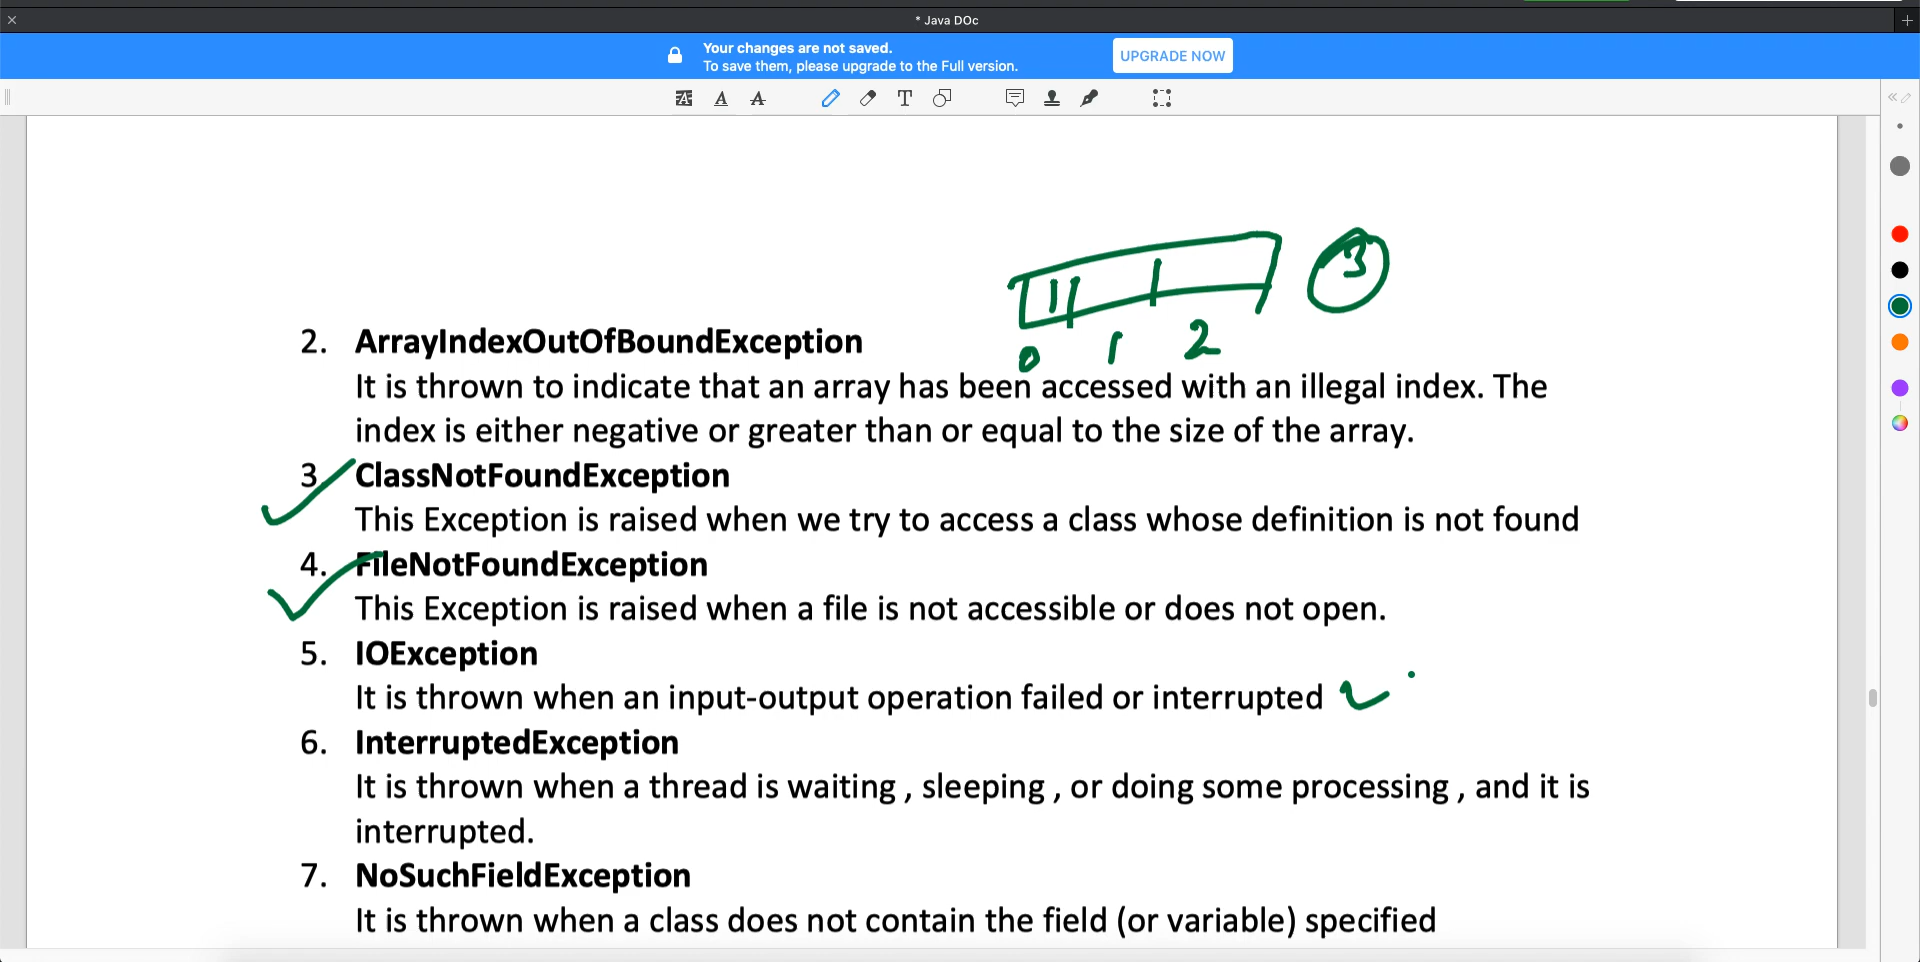 * Java DOc
Your changes are not saved.
To save them, please upgrade to the Full version.
UPGRADE NOW
3
0 1 2
2. ArrayIndexOutOfBoundException
It is thrown to indicate that an array has been accessed with an illegal index. The
index is either negative or greater than or equal to the size of the array.
3. ClassNotFoundException
This Exception is raised when we try to access a class whose definition is not found
4. FileNotFoundException
This Exception is raised when a file is not accessible or does not open.
5. IOException
It is thrown when an input-output operation failed or interrupted
6. InterruptedException
It is thrown when a thread is waiting , sleeping , or doing some processing , and it is
interrupted.
7. NoSuchFieldException
It is thrown when a class does not contain the field (or variable) specified